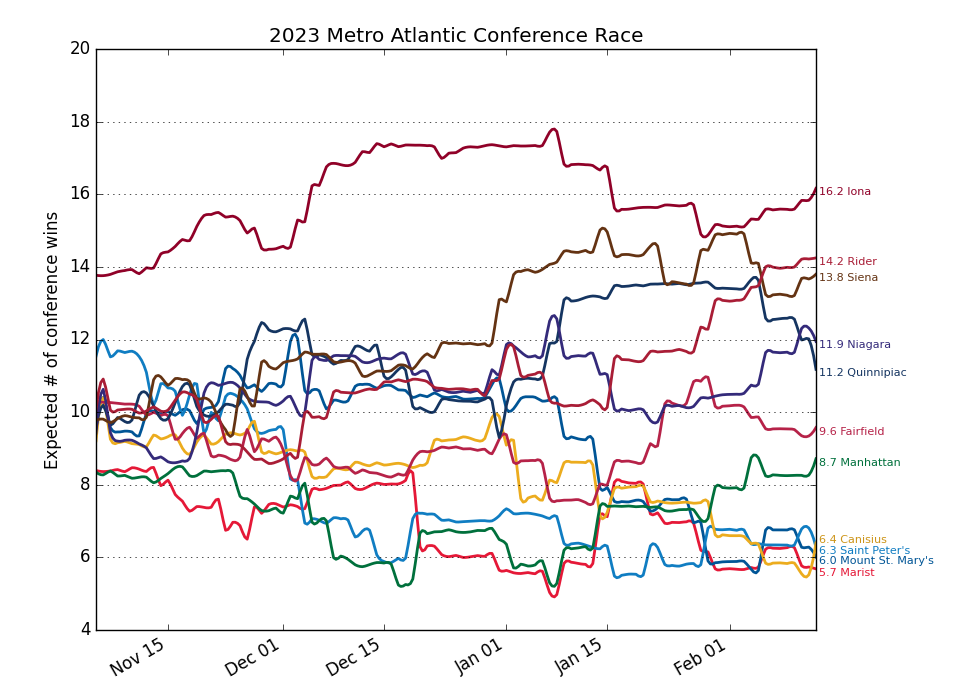 2023 Metro Atlantic Conference Race
Expected # of conference wins
20
18
16
14
12
10
8
6
4
Nov 15
Dec 01
Dec 15
Jan 01
Jan 15
Feb 01
16.2 Iona
14.2 Rider
13.8 Siena
11.9 Niagara
11.2 Quinnipiac
9.6 Fairfield
8.7 Manhattan
6.4 Canisius
6.3 Saint Peter's
6.0 Mount St. Mary's
5.7 Marist